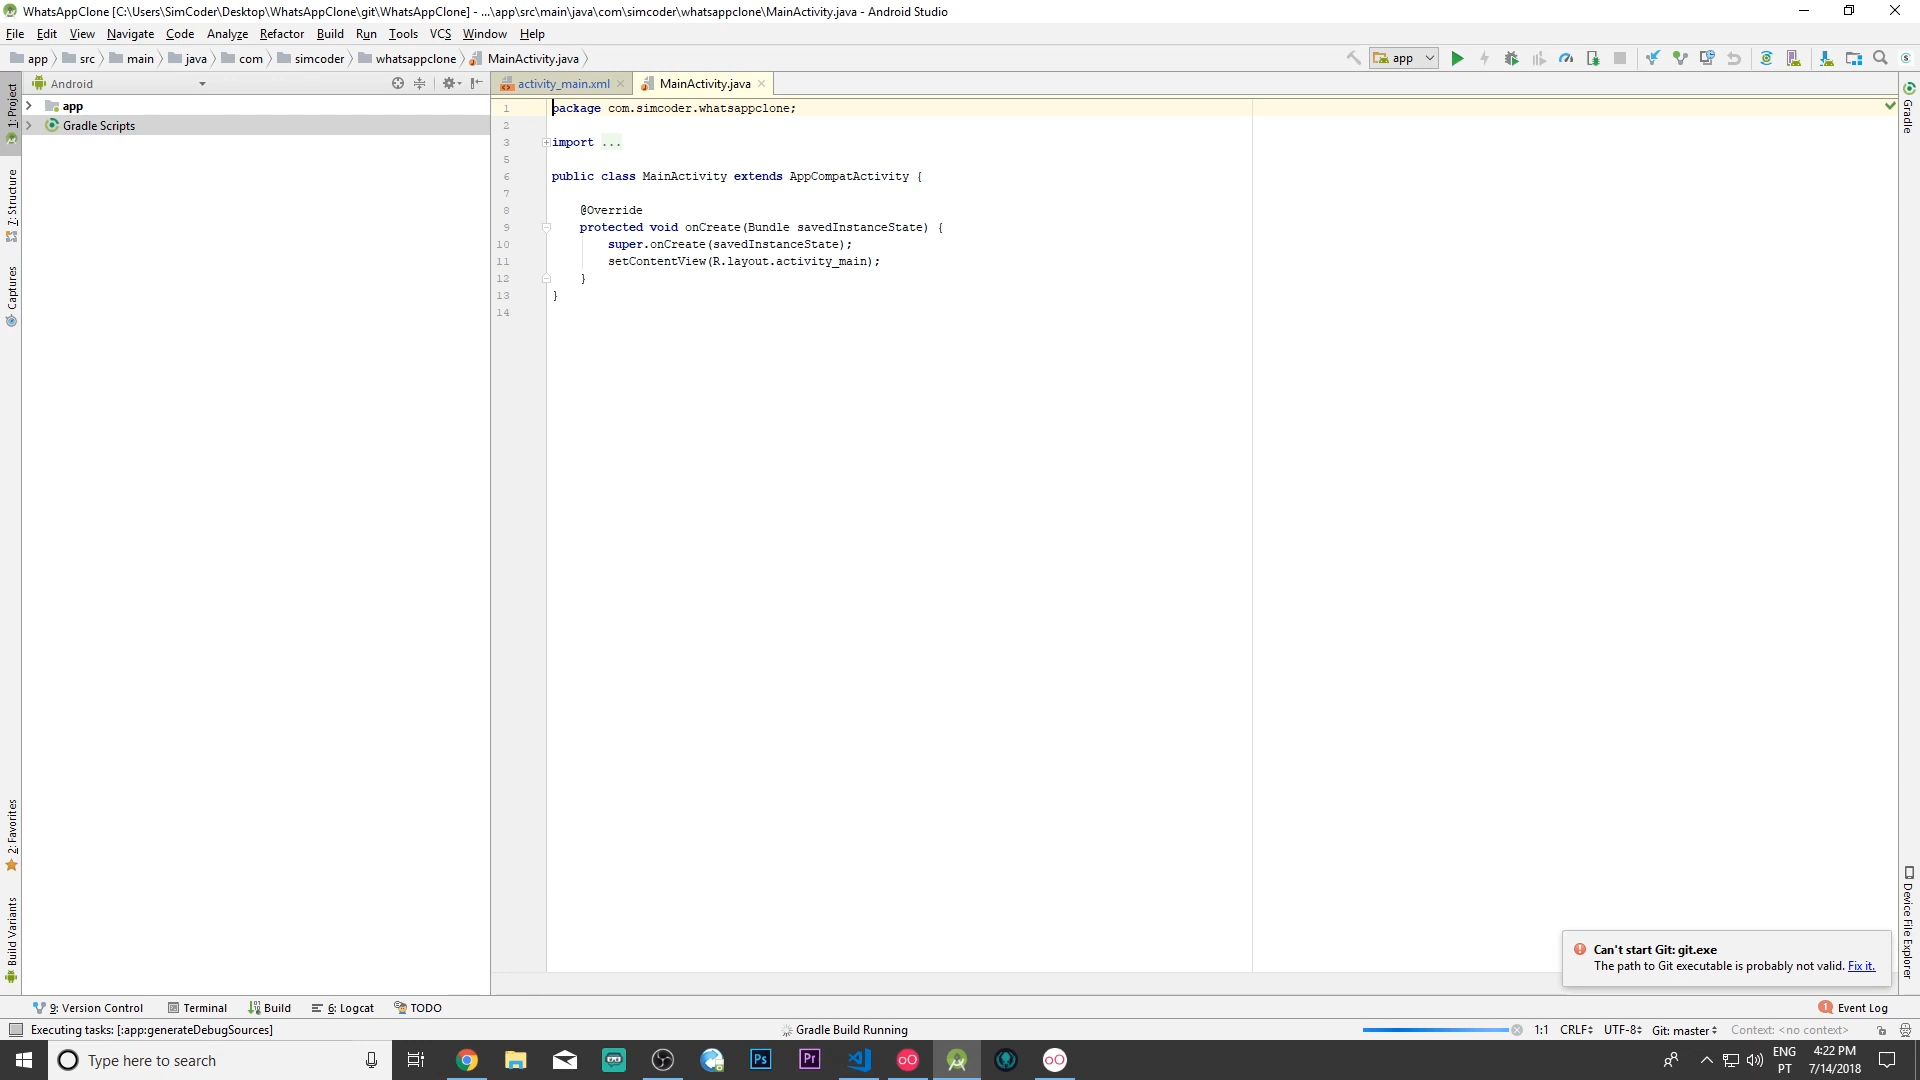 WhatsAppClone [C:\Users\SimCoder\Desktop\WhatsAppClone\git\WhatsAppClone] - ...\app\src\main\java\com\simcoder\whatsappclone\MainActivity.java - Android Studio
File Edit View Navigate Code Analyze Refactor Build Run Tools VCS Window Help
app src main java com simcoder whatsappclone MainActivity.java
app
Android
activity_main.xml MainActivity.java
app
Gradle Scripts
1: Project
7: Structure
Captures
2: Favorites
Build Variants
1 package com.simcoder.whatsappclone;
2
3 import ...
5
6 public class MainActivity extends AppCompatActivity {
7
8 @Override
9 protected void onCreate(Bundle savedInstanceState) {
10 super.onCreate(savedInstanceState);
11 setContentView(R.layout.activity_main);
12 }
13 }
14
Gradle
Device File Explorer
Can't start Git: git.exe
The path to Git executable is probably not valid. Fix it.
9: Version Control Terminal Build 6: Logcat TODO
1 Event Log
Executing tasks: [:app:generateDebugSources]
Gradle Build Running
1:1 CRLF UTF-8 Git: master Context: <no context>
Type here to search
Ps
Pr
ENG
PT
4:22 PM
7/14/2018